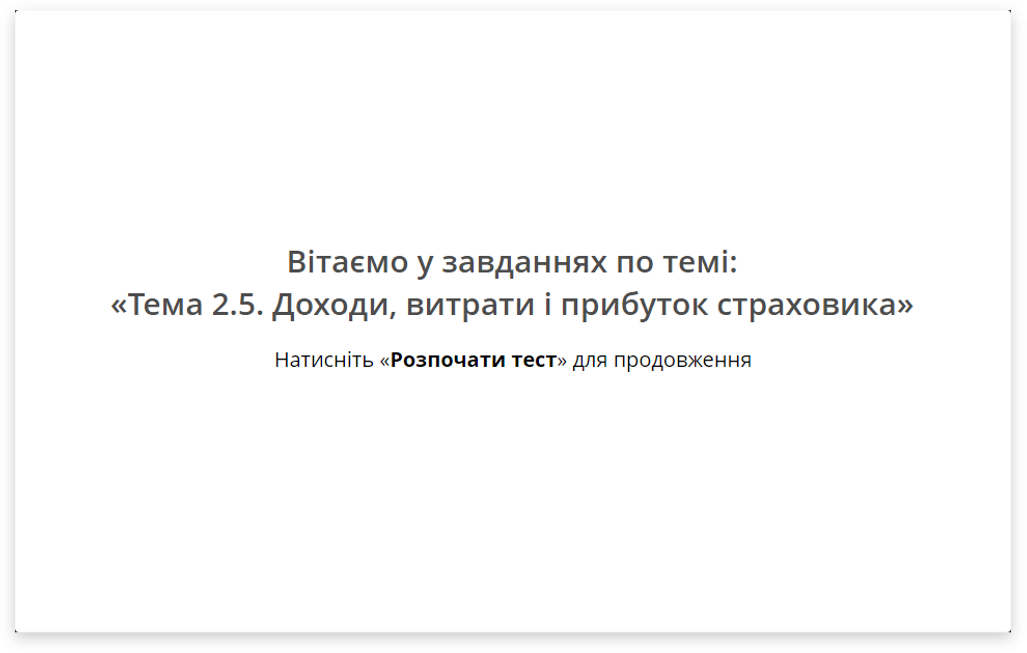 Вітаємо у завданнях по темі:
«Тема 2.5. Доходи, витрати і прибуток страховика»
Натисніть «Розпочати тест» для продовження